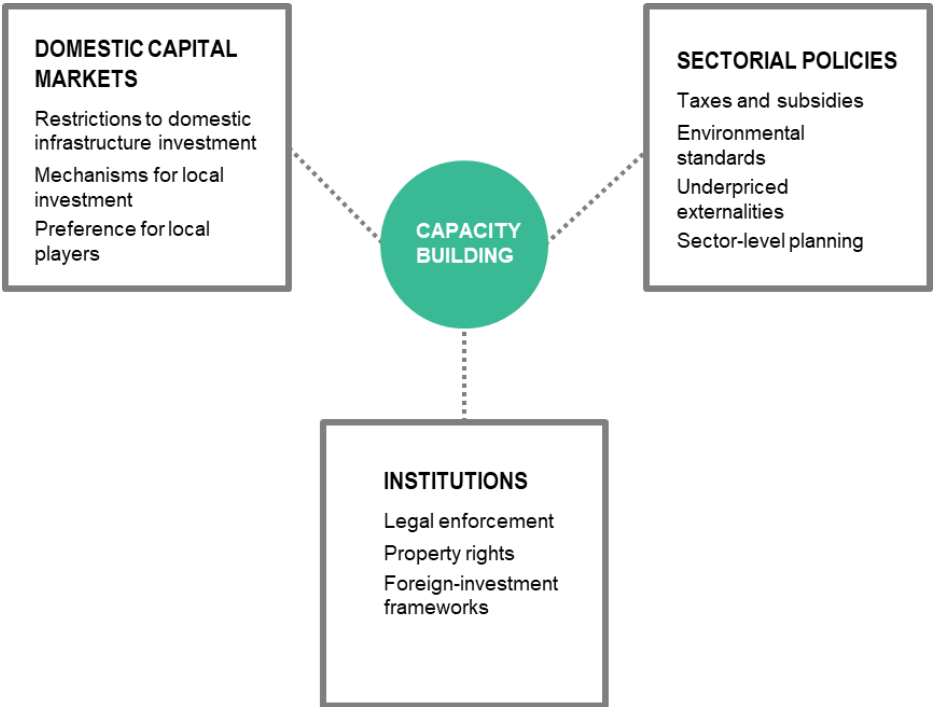 DOMESTIC CAPITAL
MARKETS
Restrictions to domestic
infrastructure investment
Mechanisms for local
investment
Preference for local
players
CAPACITY
BUILDING
SECTORIAL POLICIES
Taxes and subsidies
Environmental
standards
Underpriced
externalities
Sector-level planning
INSTITUTIONS
Legal enforcement
Property rights
Foreign-investment
frameworks